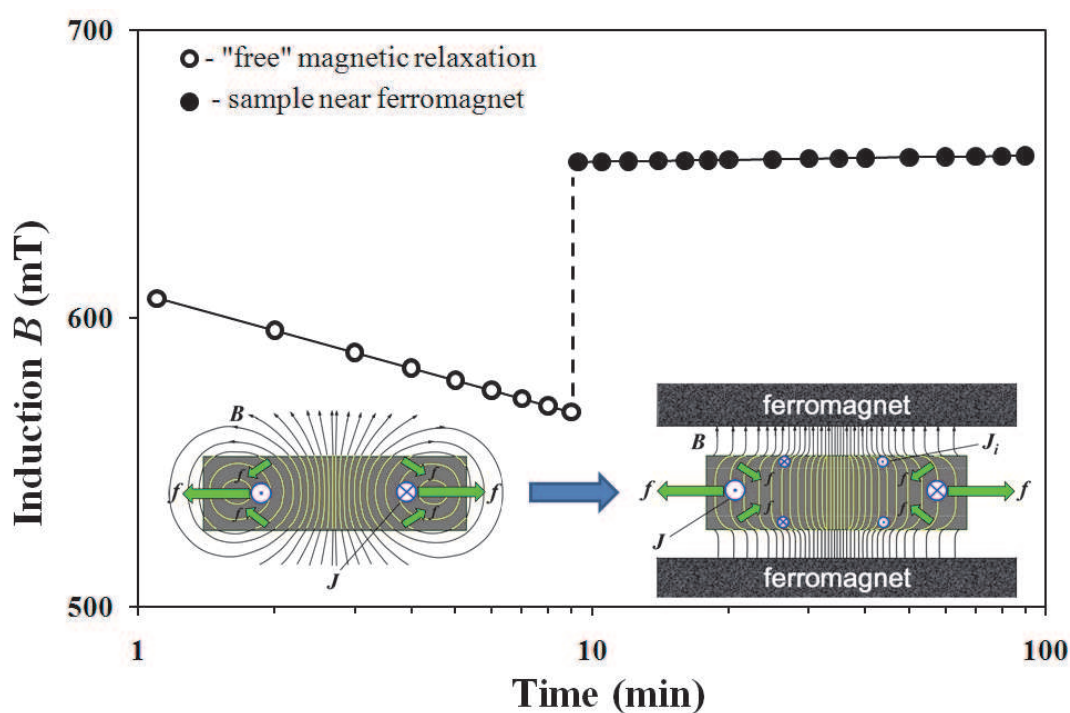 700
- "free" magnetic relaxation
- sample near ferromagnet
Induction B (mT)
600
ferromagnet
B
B
J_i
f
f
f
f
f
f
f
f
f
f
f
f
J
J
ferromagnet
500
1
10
100
Time (min)